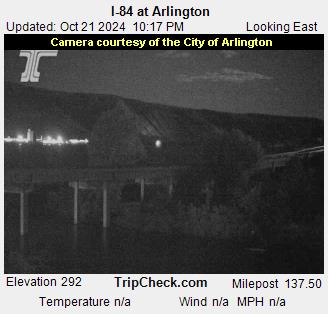 I-84 at Arlington
Updated: Oct 21 2024 10:17 PM Looking East
Camera courtesy of the City of Arlington
Elevation 292 TripCheck.com Milepost 137.50
Temperature n/a Wind n/a MPH n/a